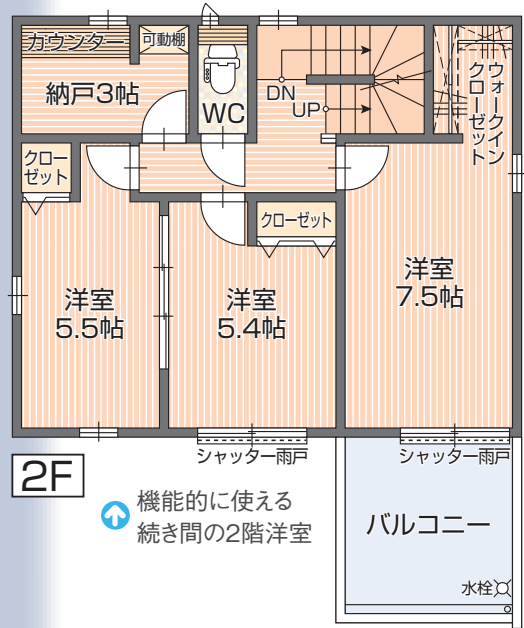 カウンター
可動棚
納戸3帖
WC
DN
UP
ウォークイン
クローゼット
クロー
ゼット
クローゼット
洋室
5.5帖
洋室
5.4帖
洋室
7.5帖
シャッター雨戸
シャッター雨戸
2F
機能的に使える
続き間の2階洋室
バルコニー
水栓